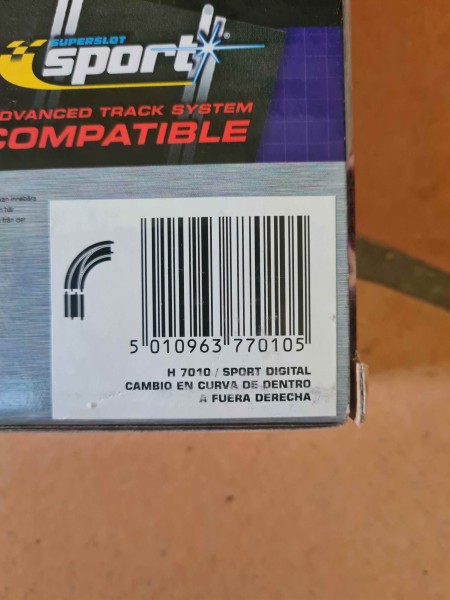 SUPERSLOT
sport
®
ADVANCED TRACK SYSTEM
COMPATIBLE
5 010963 770105
H 7010 / SPORT DIGITAL
CAMBIO EN CURVA DE DENTRO
A FUERA DERECHA